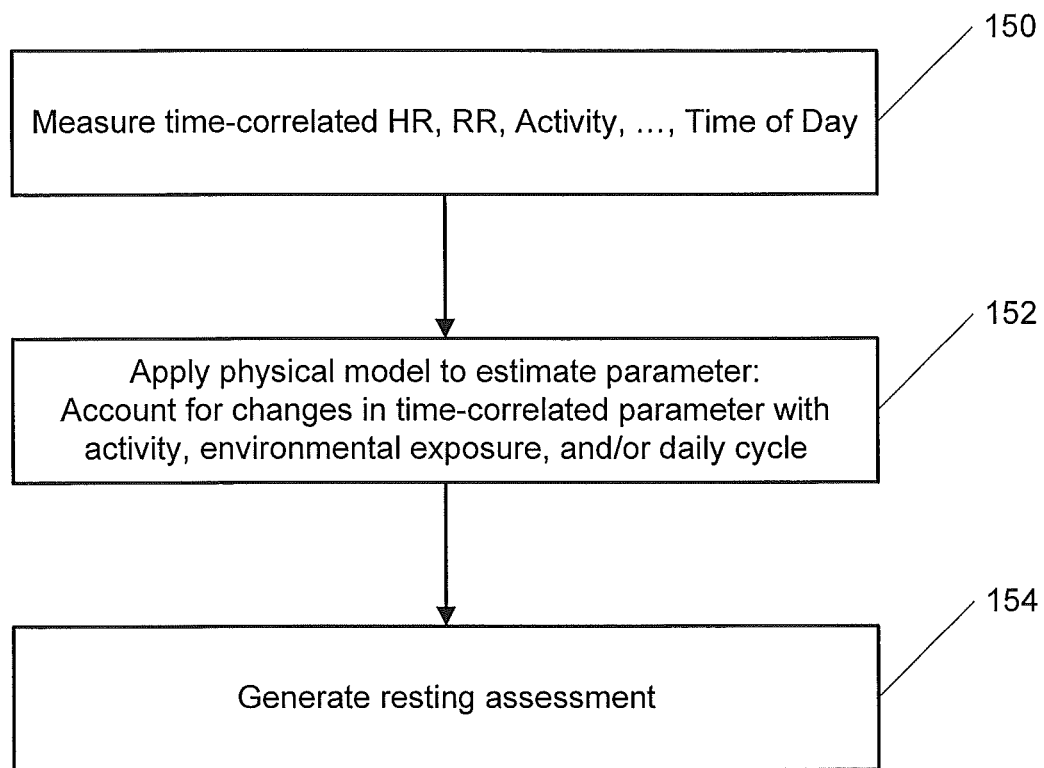 150
Measure time-correlated HR, RR, Activity, ..., Time of Day
152
Apply physical model to estimate parameter:
Account for changes in time-correlated parameter with
activity, environmental exposure, and/or daily cycle
154
Generate resting assessment